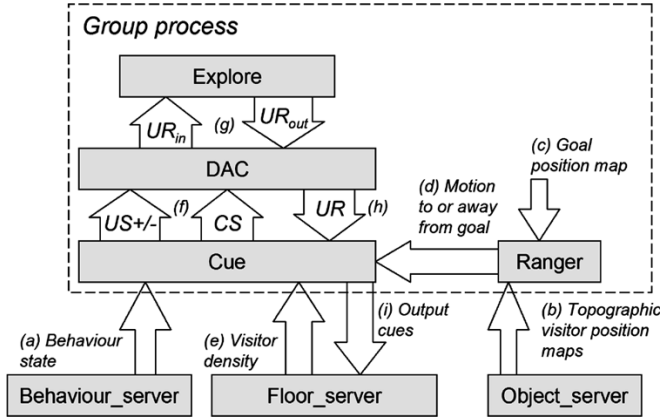 Group process
Explore
URin
(g)
URout
(c) Goal
position map
DAC
(d) Motion
to or away
from goal
US+/-
(f)
CS
UR
(h)
Cue
Ranger
(a) Behaviour
state
(e) Visitor
density
(i) Output
cues
(b) Topographic
visitor position
maps
Behaviour_server
Floor_server
Object_server